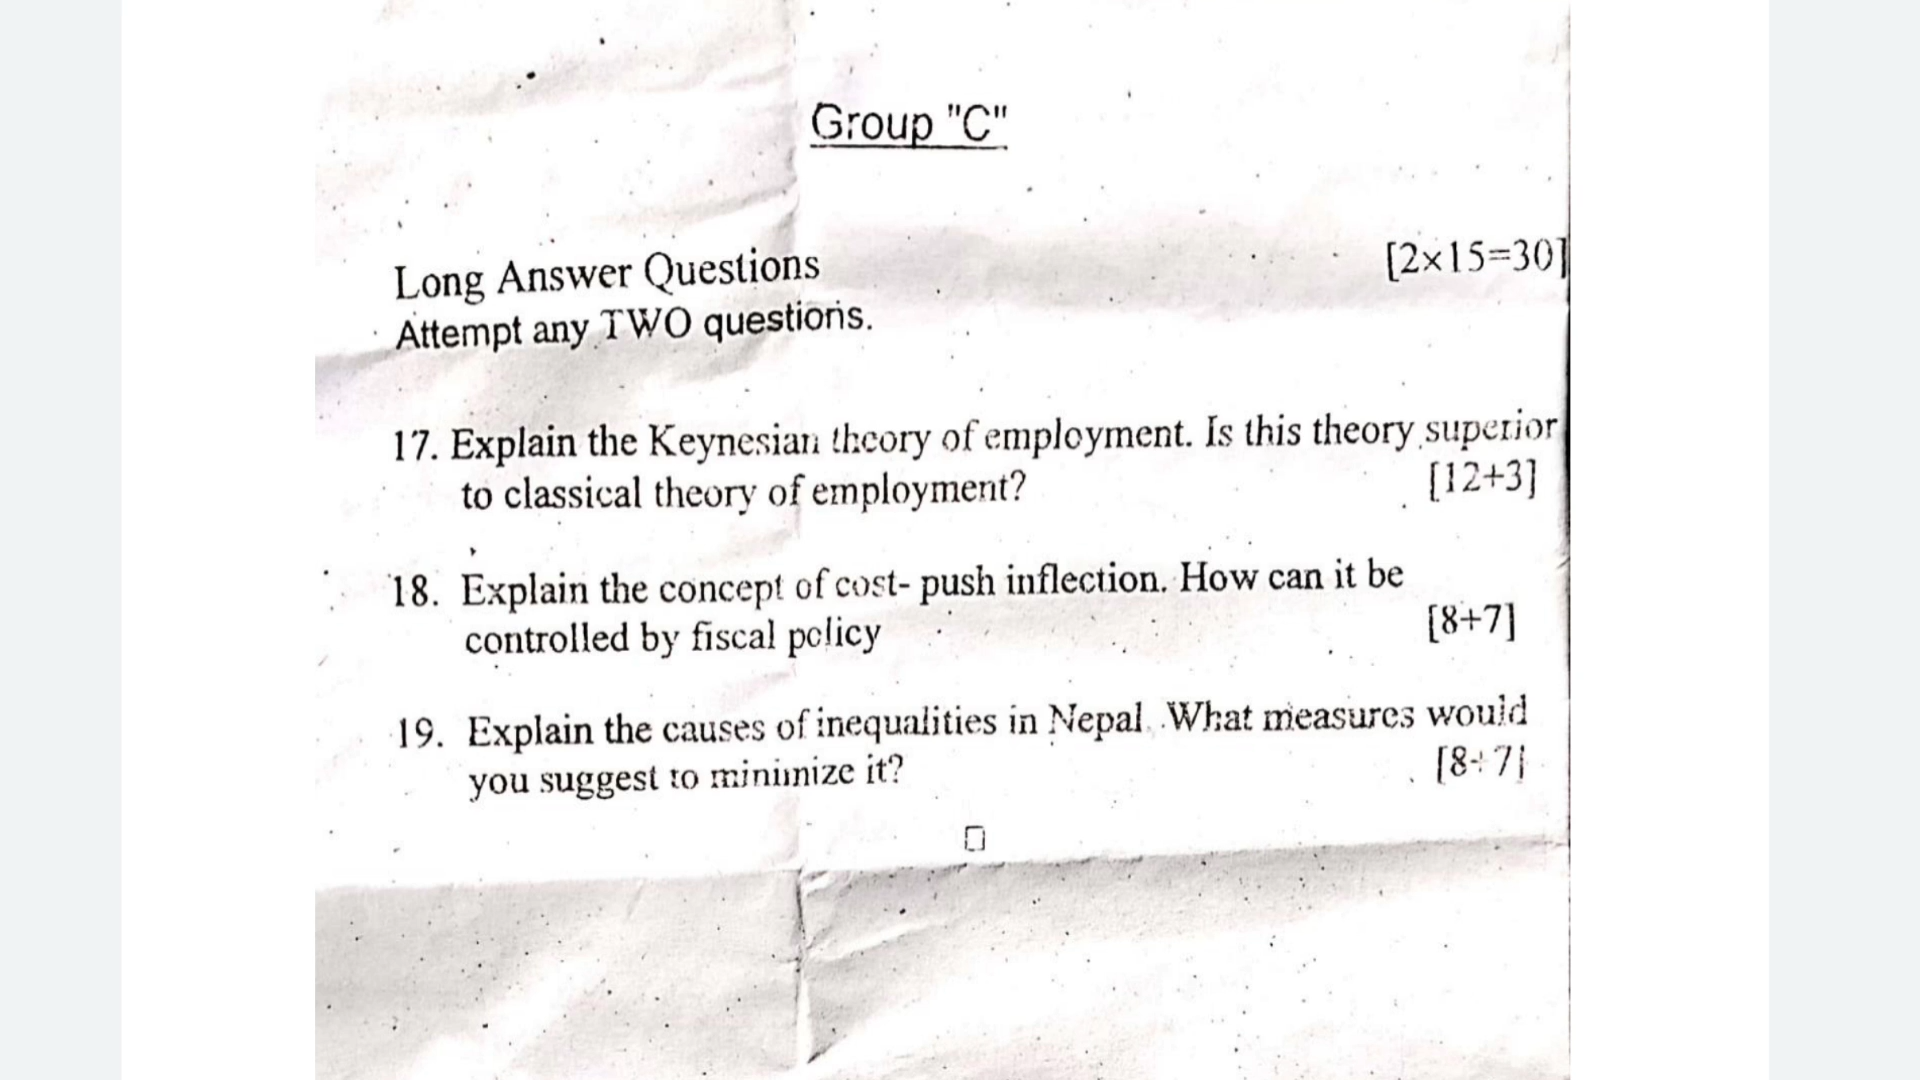 Group "C"
Long Answer Questions [2×15=30]
Attempt any TWO questions.
17. Explain the Keynesian theory of employment. Is this theory superior
to classical theory of employment? [12+3]
18. Explain the concept of cost- push inflection. How can it be
controlled by fiscal policy [8+7]
19. Explain the causes of inequalities in Nepal. What measures would
you suggest to minimize it? [8+7]